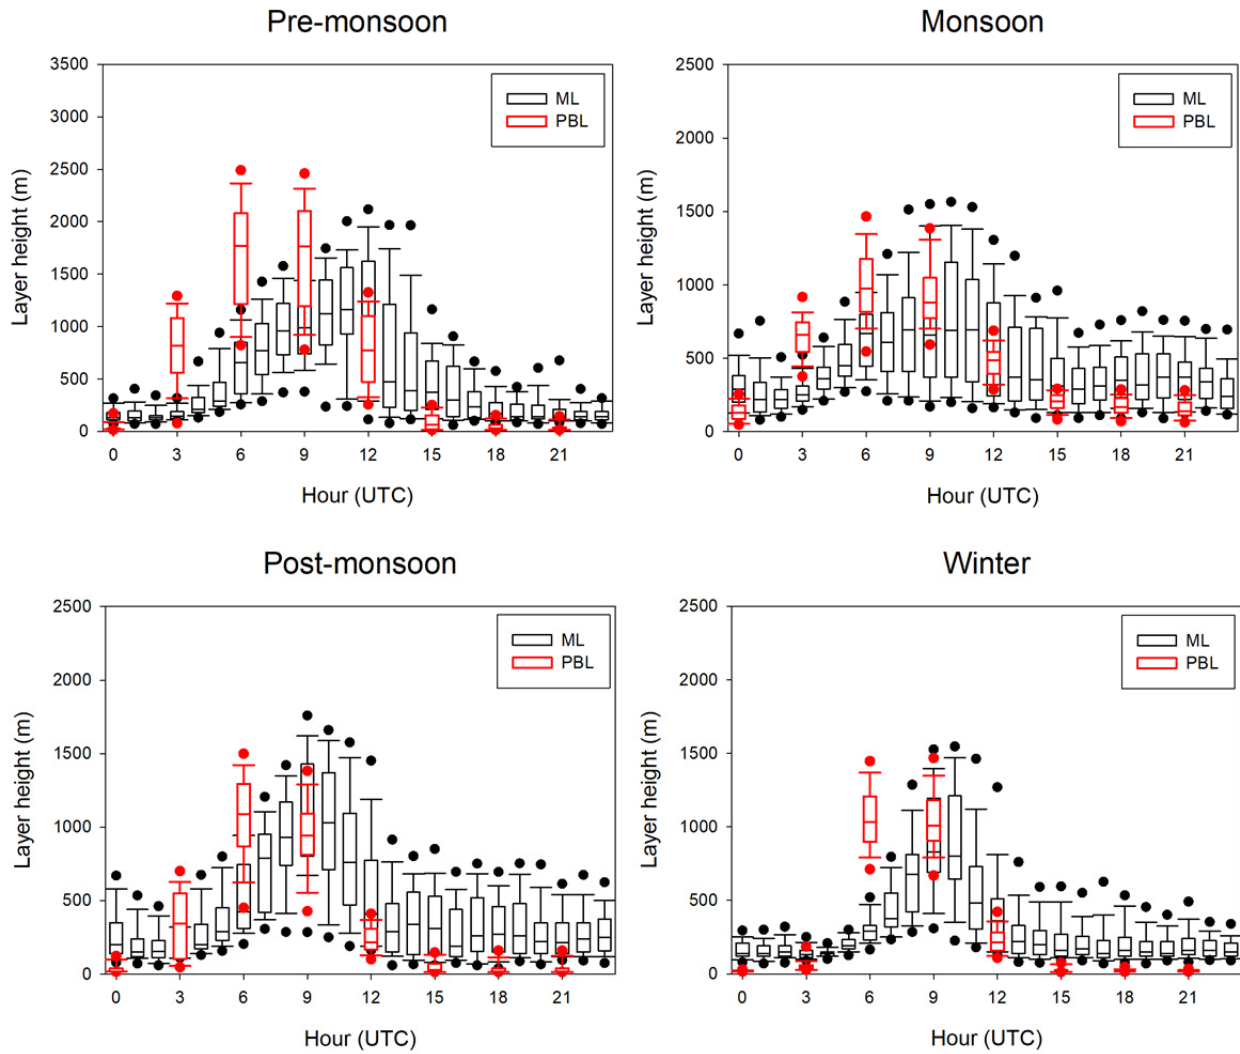 Pre-monsoon
3500
3000
2500
2000
1500
1000
500
0
Layer height (m)
ML
PBL
0 3 6 9 12 15 18 21
Hour (UTC)
Monsoon
2500
2000
1500
1000
500
0
Layer height (m)
ML
PBL
0 3 6 9 12 15 18 21
Hour (UTC)
Post-monsoon
2500
2000
1500
1000
500
0
Layer height (m)
ML
PBL
0 3 6 9 12 15 18 21
Hour (UTC)
Winter
2500
2000
1500
1000
500
0
Layer height (m)
ML
PBL
0 3 6 9 12 15 18 21
Hour (UTC)